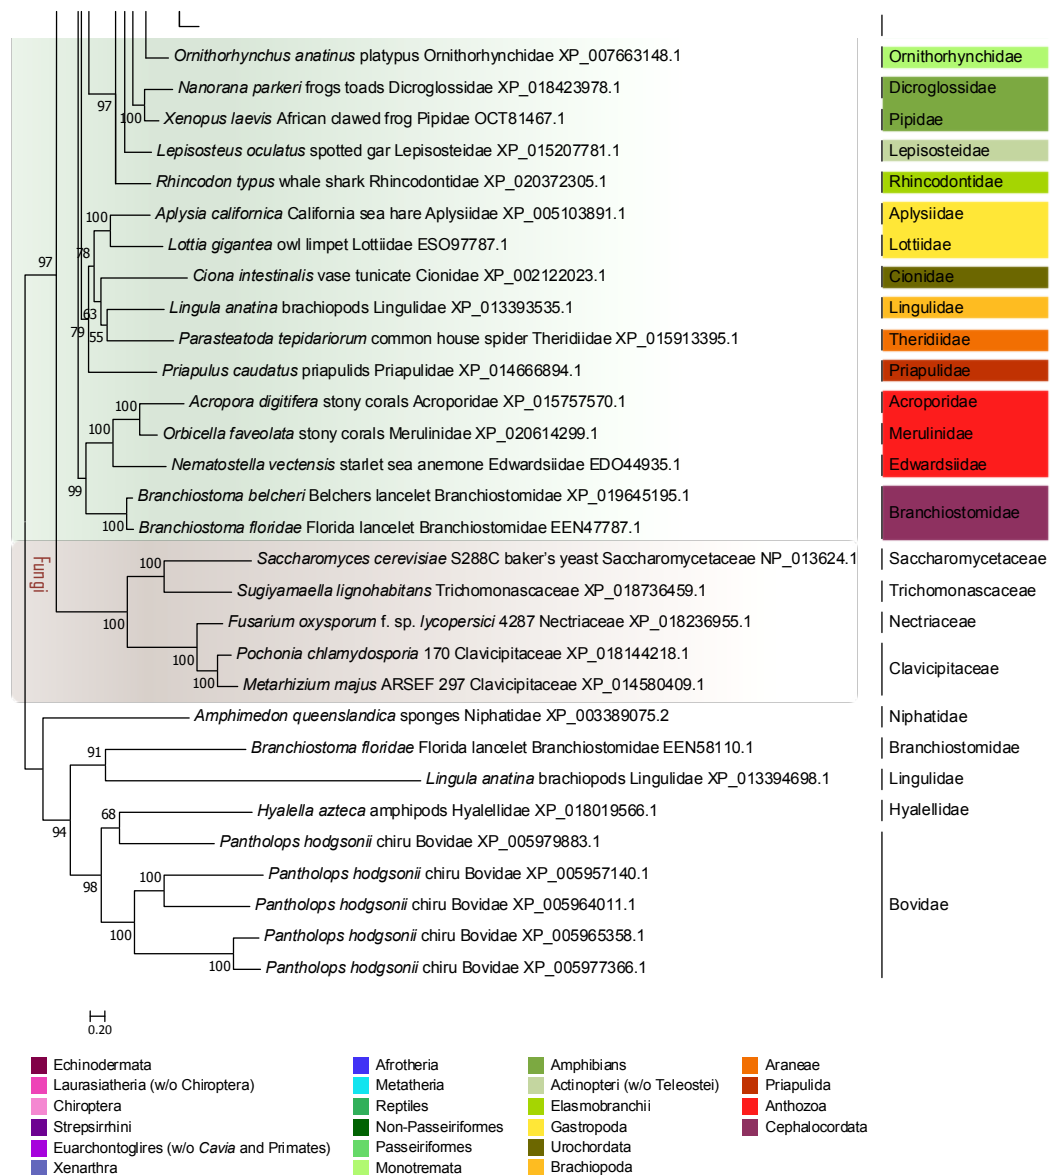 Ornithorhynchus anatinus platypus Ornithorhynchidae XP_007663148.1 Ornithorhynchidae
Nanorana parkeri frogs toads Dicroglossidae XP_018423978.1 Dicroglossidae
97
100
Xenopus laevis African clawed frog Pipidae OCT81467.1 Pipidae
Lepisosteus oculatus spotted gar Lepisosteidae XP_015207781.1 Lepisosteidae
Rhincodon typus whale shark Rhincodontidae XP_020372305.1 Rhincodontidae
100
Aplysia californica California sea hare Aplysiidae XP_005103891.1 Aplysiidae
Lottia gigantea owl limpet Lottiidae ESO97787.1 Lottiidae
78
97
Ciona intestinalis vase tunicate Cionidae XP_002122023.1 Cionidae
Lingula anatina brachiopods Lingulidae XP_013393535.1 Lingulidae
63
79
55
Parasteatoda tepidariorum common house spider Theridiidae XP_015913395.1 Theridiidae
Priapulus caudatus priapulids Priapulidae XP_014666894.1 Priapulidae
100
Acropora digitifera stony corals Acroporidae XP_015757570.1 Acroporidae
100
Orbicella faveolata stony corals Merulinidae XP_020614299.1 Merulinidae
Nematostella vectensis starlet sea anemone Edwardsiidae EDO44935.1 Edwardsiidae
99
Branchiostoma belcheri Belchers lancelet Branchiostomidae XP_019645195.1
Branchiostomidae
100
Branchiostoma floridae Florida lancelet Branchiostomidae EEN47787.1
Fungi
100
Saccharomyces cerevisiae S288C baker's yeast Saccharomycetaceae NP_013624.1 Saccharomycetaceae
Sugiyamaella lignohabitans Trichomonascaceae XP_018736459.1 Trichomonascaceae
100
Fusarium oxysporum f. sp. lycopersici 4287 Nectriaceae XP_018236955.1 Nectriaceae
100
Pochonia chlamydosporia 170 Clavicipitaceae XP_018144218.1
Clavicipitaceae
100
Metarhizium majus ARSEF 297 Clavicipitaceae XP_014580409.1
Amphimedon queenslandica sponges Niphatidae XP_003389075.2 Niphatidae
91
Branchiostoma floridae Florida lancelet Branchiostomidae EEN58110.1 Branchiostomidae
Lingula anatina brachiopods Lingulidae XP_013394698.1 Lingulidae
94
68
Hyalella azteca amphipods Hyalellidae XP_018019566.1 Hyalellidae
Pantholops hodgsonii chiru Bovidae XP_005979883.1
98
100
Pantholops hodgsonii chiru Bovidae XP_005957140.1
Pantholops hodgsonii chiru Bovidae XP_005964011.1
Bovidae
100
Pantholops hodgsonii chiru Bovidae XP_005965358.1
100
Pantholops hodgsonii chiru Bovidae XP_005977366.1
0.20
Echinodermata
Laurasiatheria (w/o Chiroptera)
Chiroptera
Strepsirrhini
Euarchontoglires (w/o Cavia and Primates)
Xenarthra
Afrotheria
Metatheria
Reptiles
Non-Passeiriformes
Passeiriformes
Monotremata
Amphibians
Actinopteri (w/o Teleostei)
Elasmobranchii
Gastropoda
Urochordata
Brachiopoda
Araneae
Priapulida
Anthozoa
Cephalocordata